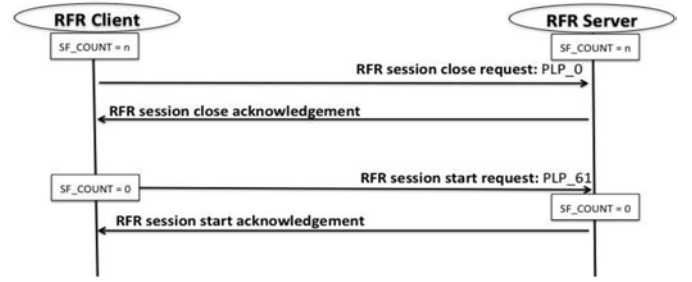 RFR Client
RFR Server
SF_COUNT = n
SF_COUNT = n
RFR session close request: PLP_0
RFR session close acknowledgement
RFR session start request: PLP_61
SF_COUNT = 0
SF_COUNT = 0
RFR session start acknowledgement